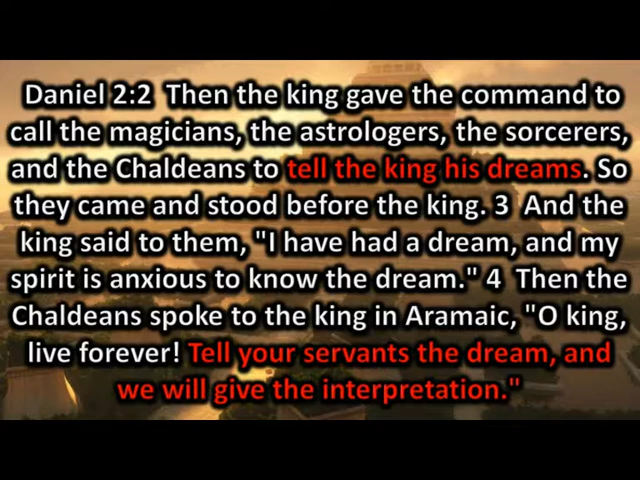 Daniel 2:2  Then the king gave the command to
call the magicians, the astrologers, the sorcerers,
and the Chaldeans to tell the king his dreams. So
they came and stood before the king. 3  And the
king said to them, "I have had a dream, and my
spirit is anxious to know the dream." 4  Then the
Chaldeans spoke to the king in Aramaic, "O king,
live forever! Tell your servants the dream, and
we will give the interpretation."